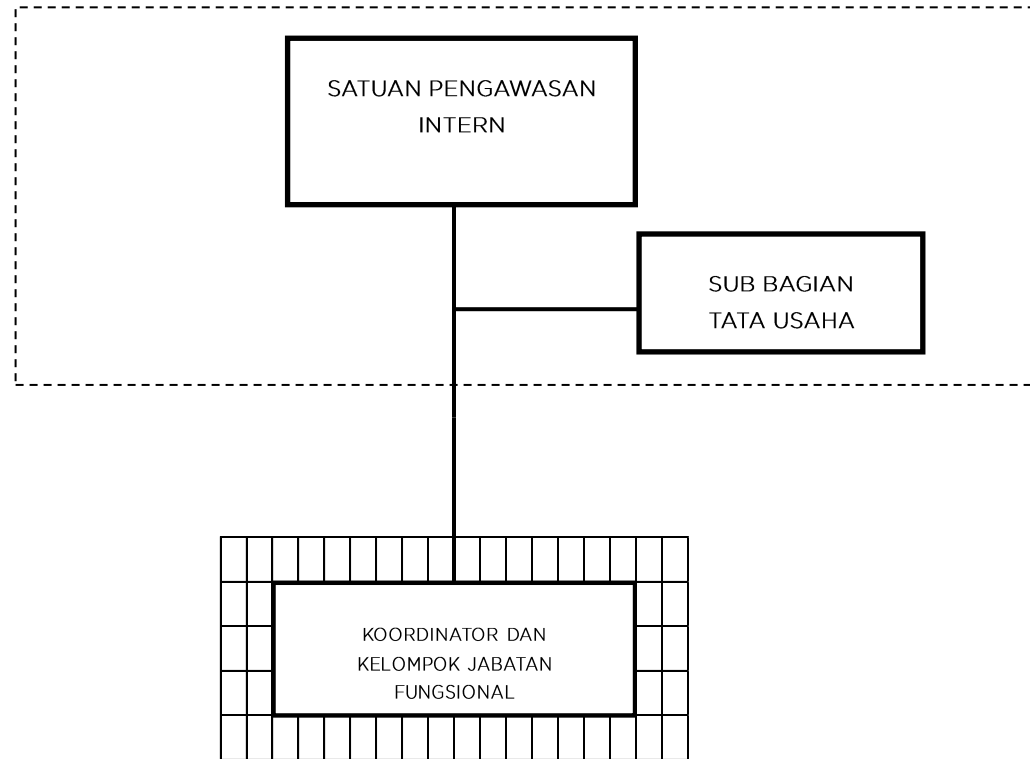 SATUAN PENGAWASAN
INTERN
SUB BAGIAN
TATA USAHA
KOORDINATOR DAN
KELOMPOK JABATAN
FUNGSIONAL